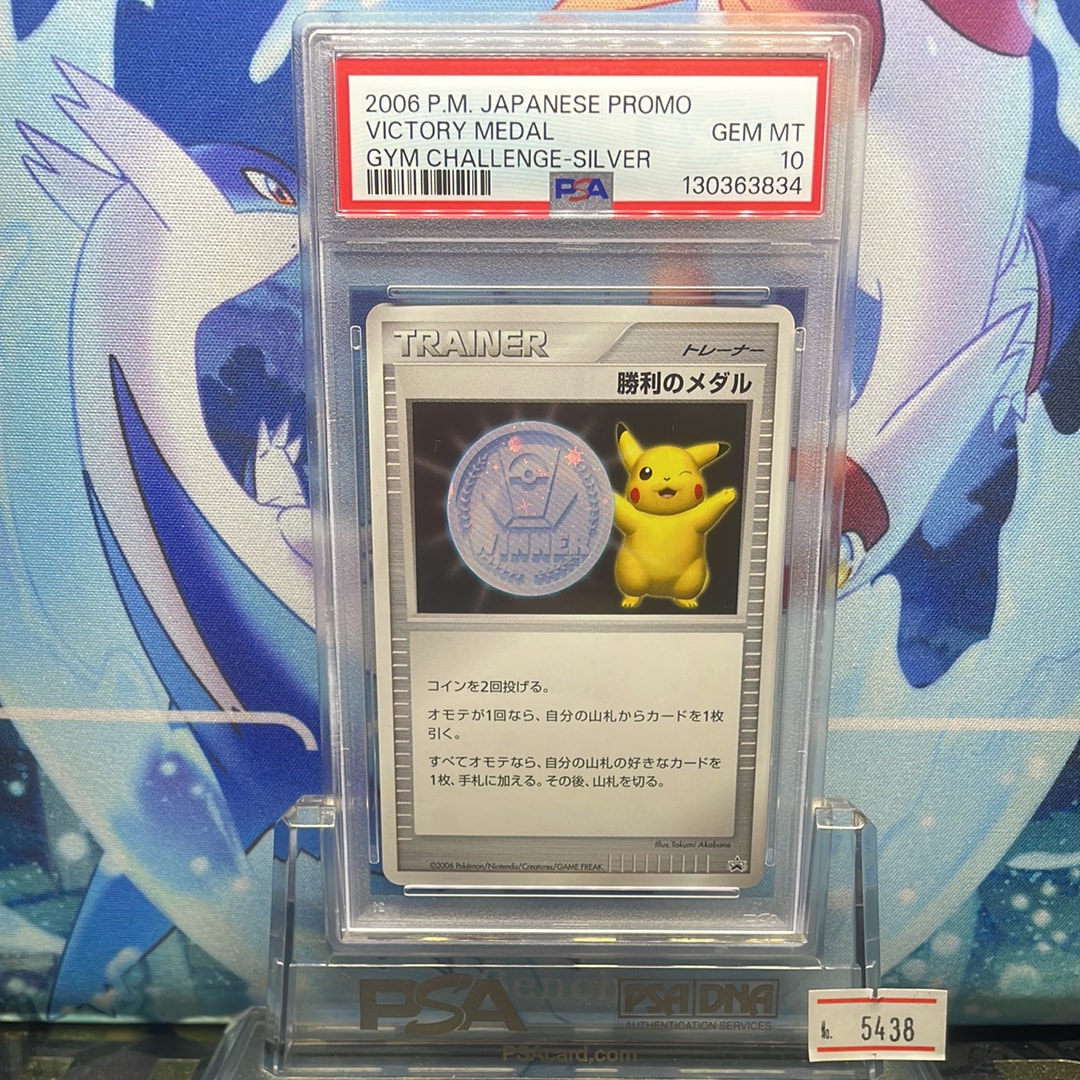 2006 P.M. JAPANESE PROMO
VICTORY MEDAL GEM MT
GYM CHALLENGE-SILVER 10
PSA 130363834
TRAINER トレーナー
勝利のメダル
WINNER
コインを2回投げる。
オモテが1回なら、自分の山札からカードを1枚
引く。
すべてオモテなら、自分の山札の好きなカードを
1枚、手札に加える。その後、山札を切る。
Illus. Takumi Akabane
©2006 Pokémon/Nintendo/Creatures/GAME FREAK.
PSA PSA DNA
AUTHENTICATION SERVICES
PSAcard.com
No. 5438